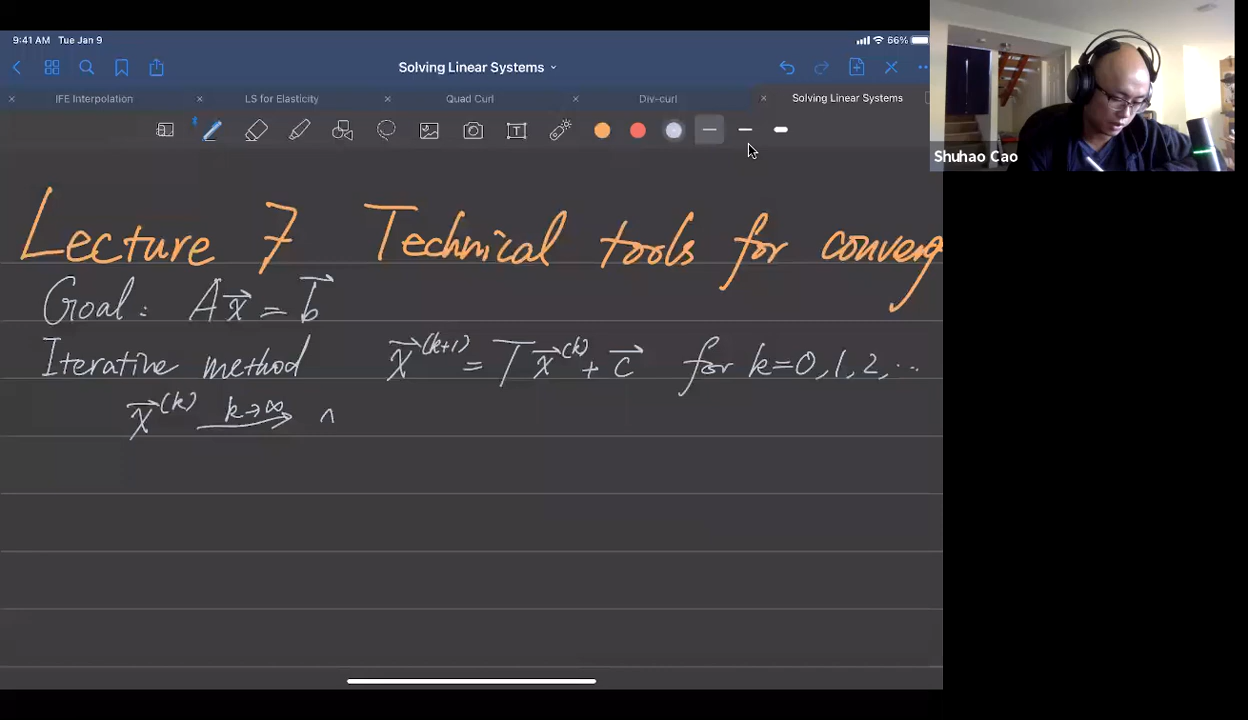 9:41 AM Tue Jan 9
66%
Solving Linear Systems
IFE Interpolation
LS for Elasticity
Quad Curl
Div-curl
Solving Linear Systems
Shuhao Cao
Lecture 7 Technical tools for converg
Goal: Ax⃗ = b⃗
Iterative method x⃗^(k+1) = Tx⃗^(k) + c⃗ for k=0,1,2,...
x⃗^(k) k→∞